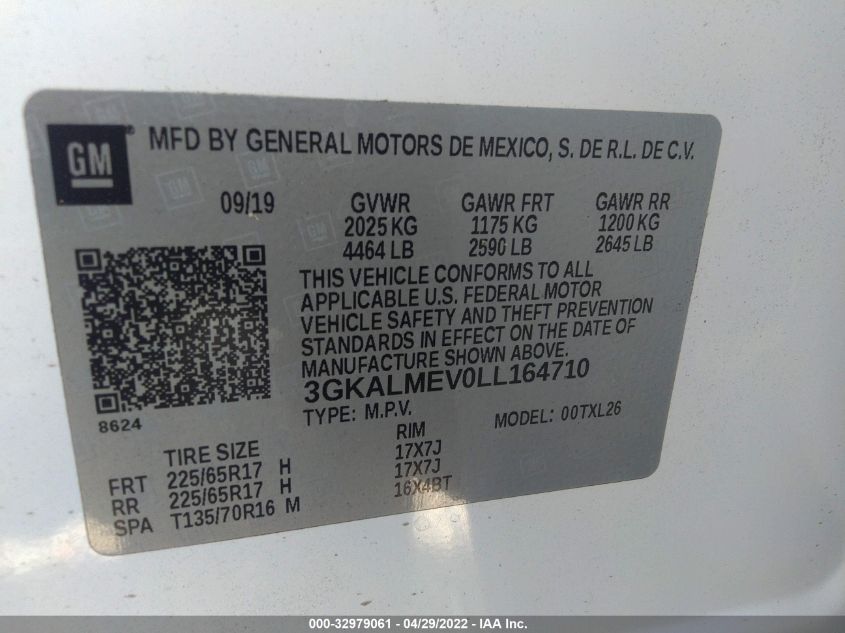 GM ® MFD BY GENERAL MOTORS DE MEXICO, S. DE R.L. DE C.V.
09/19 GVWR GAWR FRT GAWR RR
2025 KG 1175 KG 1200 KG
4464 LB 2590 LB 2645 LB
THIS VEHICLE CONFORMS TO ALL
APPLICABLE U.S. FEDERAL MOTOR
VEHICLE SAFETY AND THEFT PREVENTION
STANDARDS IN EFFECT ON THE DATE OF
MANUFACTURE SHOWN ABOVE.
3GKALMEV0LL164710
8624
TYPE: M.P.V. MODEL: 00TXL26
TIRE SIZE RIM
FRT 225/65R17 H 17X7J
RR 225/65R17 H 17X7J
SPA T135/70R16 M 16X4BT
000-32979061 - 04/29/2022 - IAA Inc.